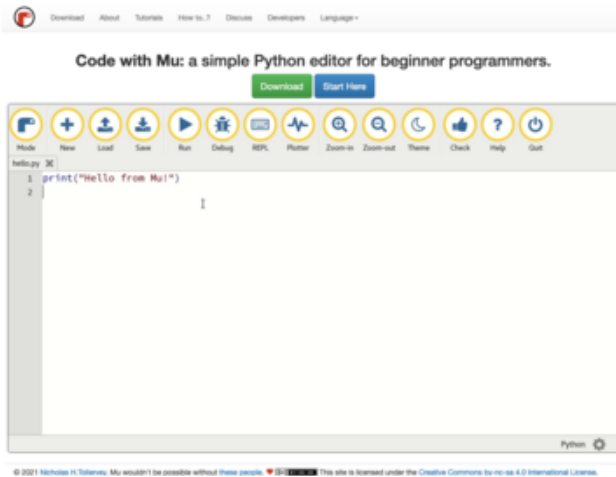 Download About Tutorials How to..? Discuss Developers Language
Code with Mu: a simple Python editor for beginner programmers.
Download Start Here
Mode New Load Save Run Debug REPL Plotter Zoom-in Zoom-out Theme Check Help Quit
hello.py
1 print("Hello from Mu!")
2
Python
© 2021 Nicholas H.Tollervey. Mu wouldn't be possible without these people. This site is licensed under the Creative Commons by-nc-sa 4.0 International License.